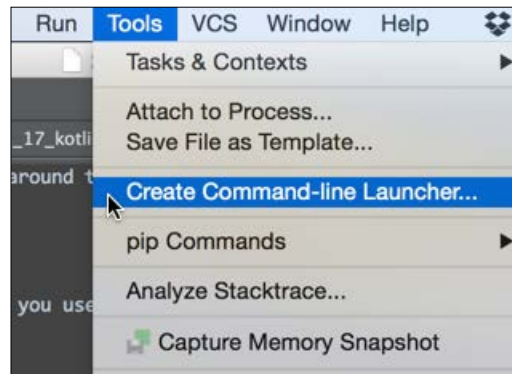 Run Tools VCS Window Help
Tasks & Contexts
Attach to Process...
_17_kotli
Save File as Template...
around t
Create Command-line Launcher...
pip Commands
you use
Analyze Stacktrace...
Capture Memory Snapshot